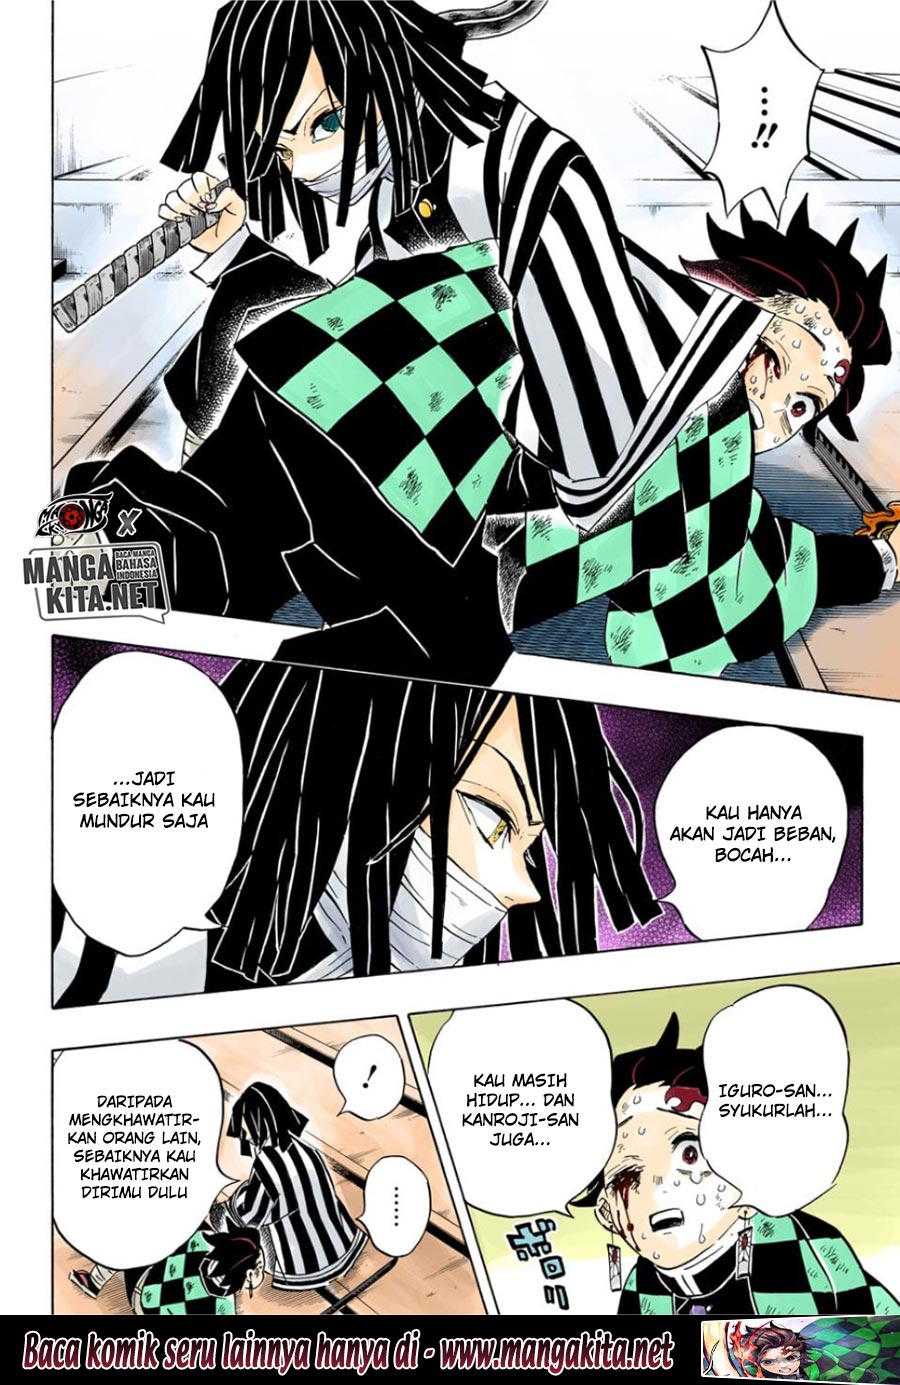 ......!!
MANGA
KITA.NET
BACA MANGA
BAHASA
INDONESIA
X
KAU HANYA
AKAN JADI BEBAN,
BOCAH...
...JADI
SEBAIKNYA KAU
MUNDUR SAJA
IGURO-SAN...
SYUKURLAH...
KAU MASIH
HIDUP... DAN
KANROJI-SAN
JUGA...
!
......
DARIPADA
MENGKHAWATIR-
KAN ORANG LAIN,
SEBAIKNYA KAU
KHAWATIRKAN
DIRIMU DULU
Baca komik seru lainnya hanya di - www.mangakita.net